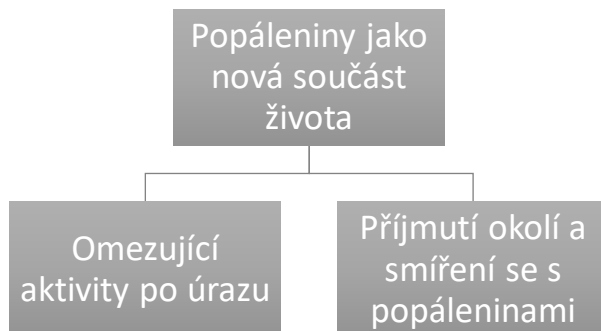 Popáleniny jako
nová součást
života
Omezující
aktivity po úrazu
Příjmutí okolí a
smíření se s
popáleninami